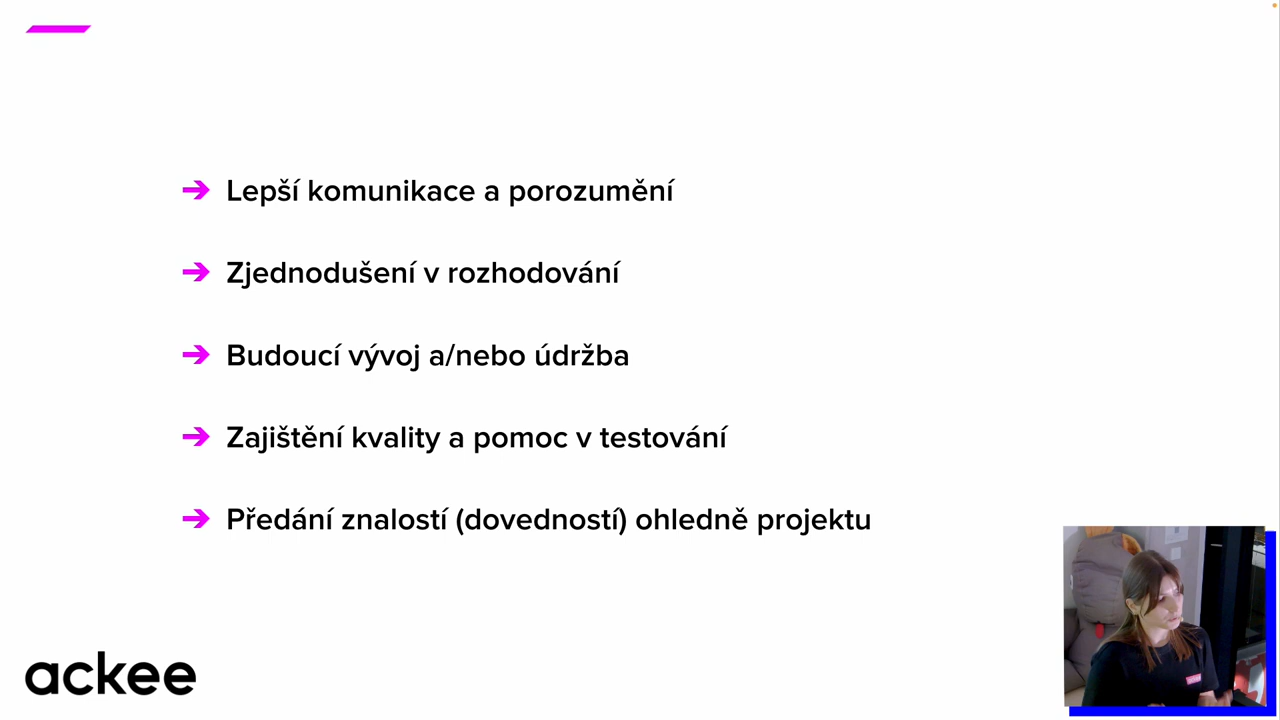 Lepší komunikace a porozumění
Zjednodušení v rozhodování
Budoucí vývoj a/nebo údržba
Zajištění kvality a pomoc v testování
Předání znalostí (dovedností) ohledně projektu
ackee